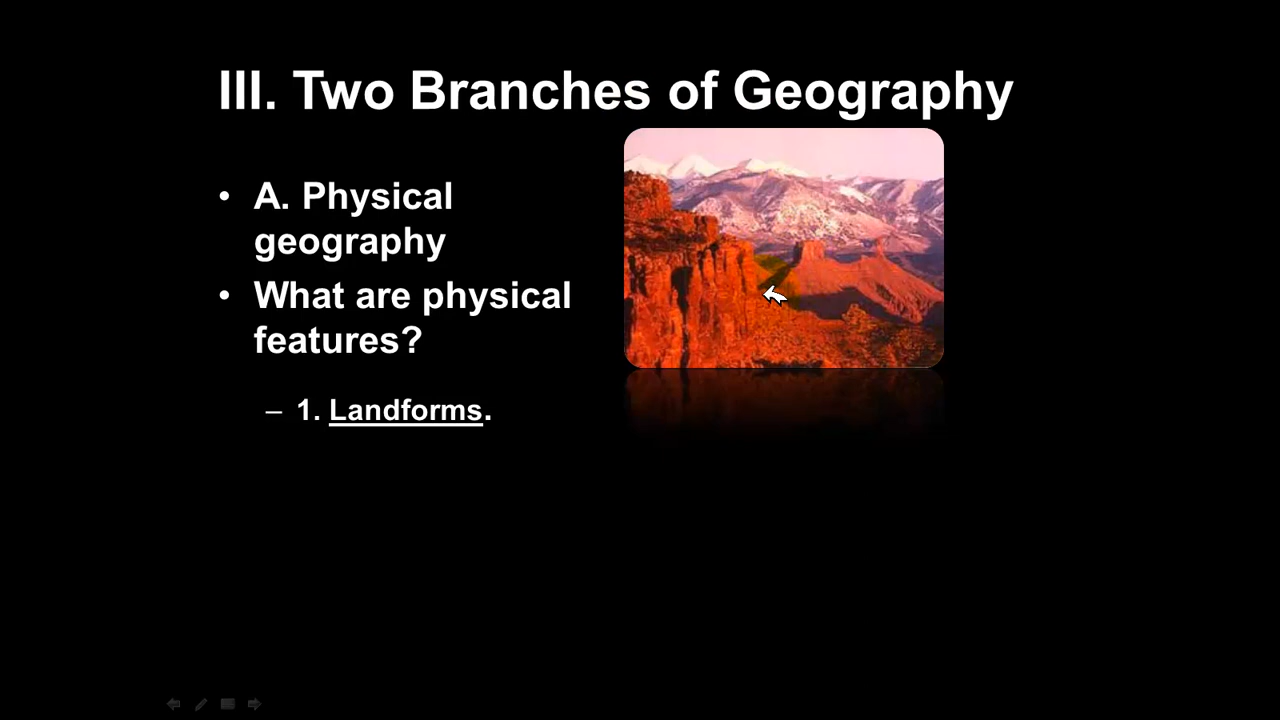 III. Two Branches of Geography
• A. Physical
geography
• What are physical
features?
– 1. Landforms.